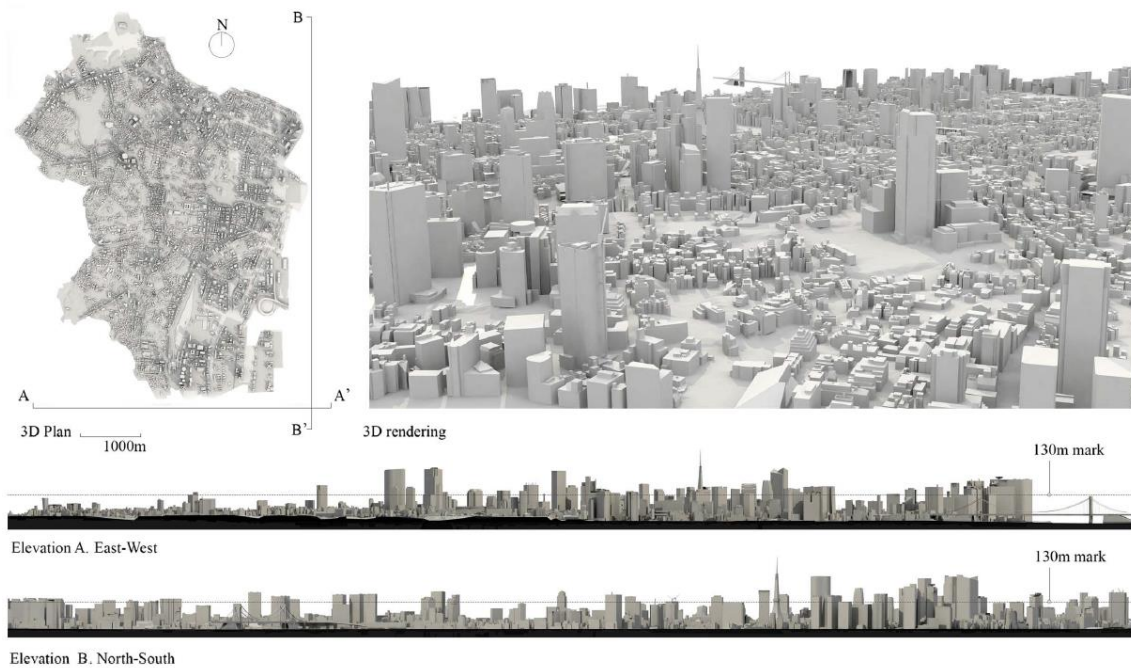 B
N
A
A'
B'
3D Plan
1000m
3D rendering
130m mark
Elevation A. East-West
130m mark
Elevation B. North-South